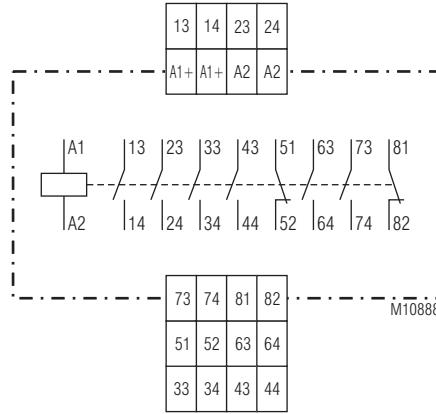 13 14 23 24
A1+ A1+ A2 A2
A1 13 23 33 43 51 63 73 81
A2 14 24 34 44 52 64 74 82
73 74 81 82
M10888
51 52 63 64
33 34 43 44